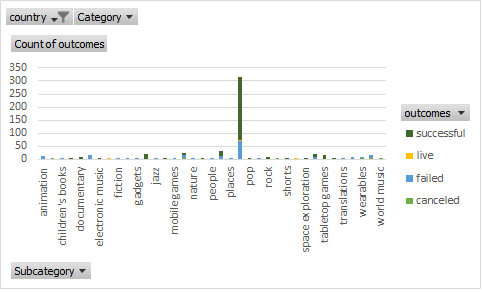 country Category
Count of outcomes
350
300
250
200
150
100
50
0
animation
children's books
documentary
electronic music
fiction
gadgets
jazz
mobile games
nature
people
places
pop
rock
shorts
space exploration
tabletop games
translations
wearables
world music
outcomes
successful
live
failed
canceled
Subcategory